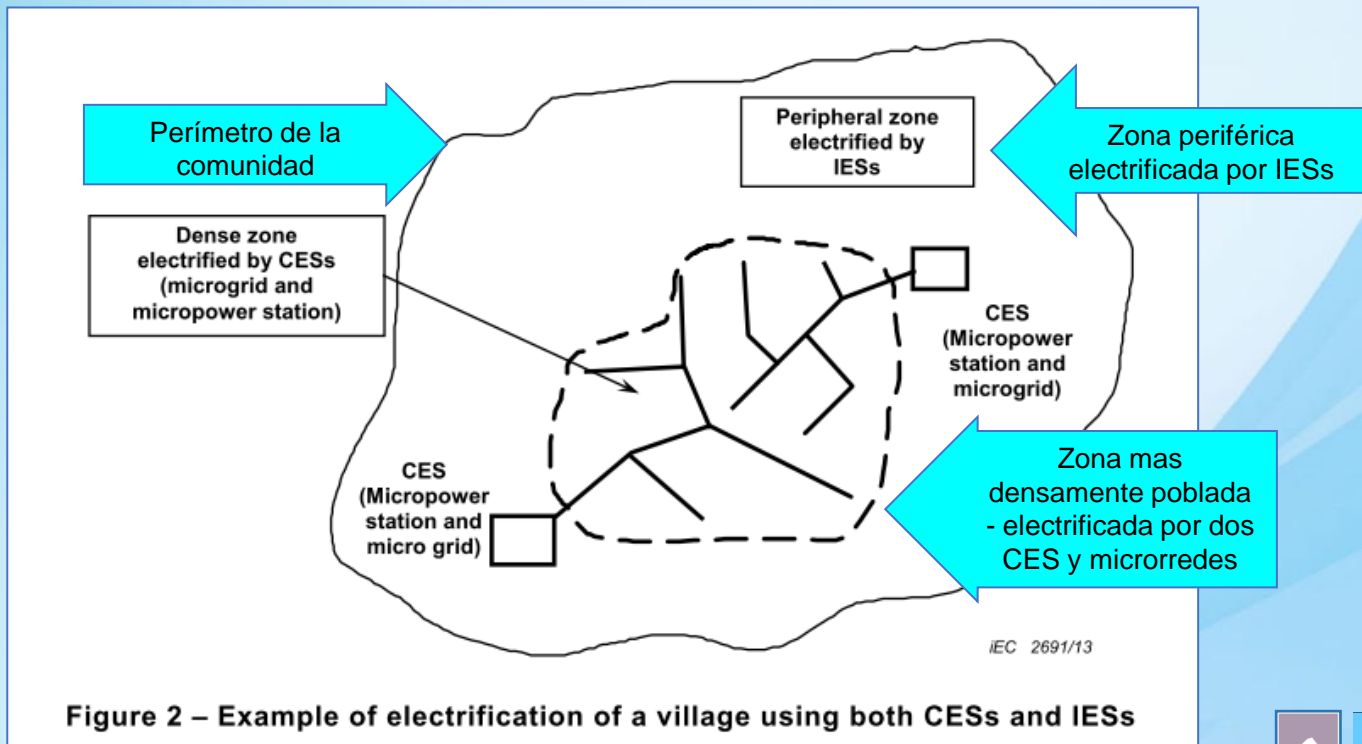 Perímetro de la
comunidad
Peripheral zone
electrified by
IESs
Zona periférica
electrificada por IESs
Dense zone
electrified by CESs
(microgrid and
micropower station)
CES
(Micropower
station and
microgrid)
CES
(Micropower
station and
micro grid)
Zona mas
densamente poblada
- electrificada por dos
CES y microrredes
iEC 2691/13
Figure 2 – Example of electrification of a village using both CESs and IESs